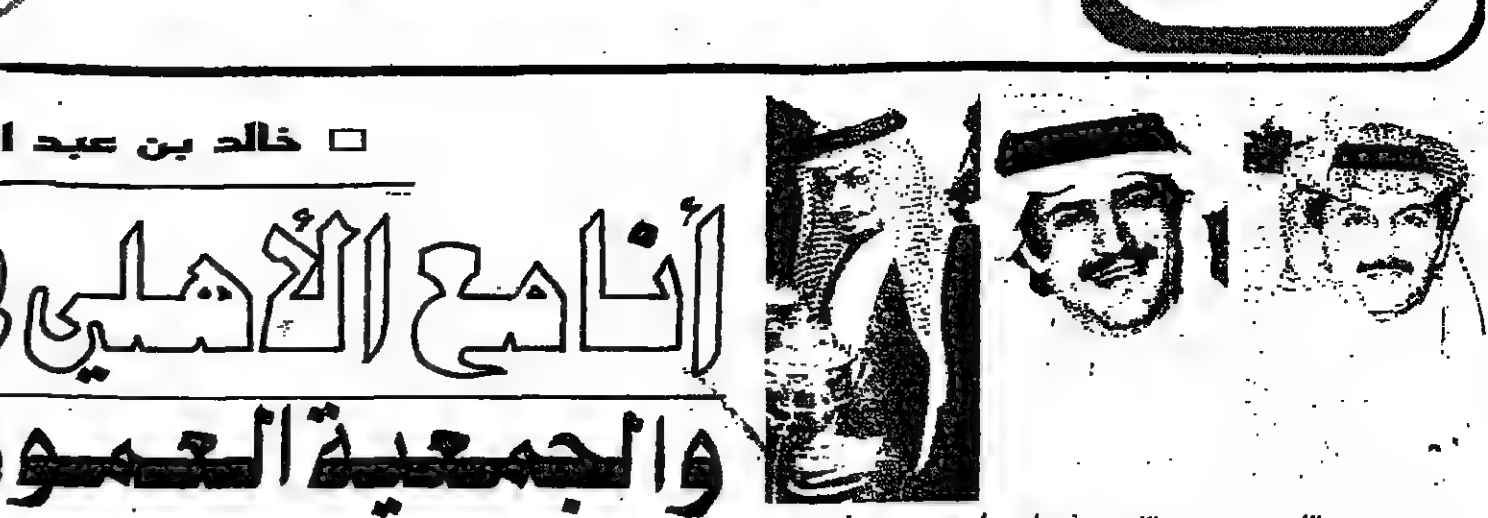 □ خالد بن عبد ا
أنا مع الأهلي
والجمعية العمو